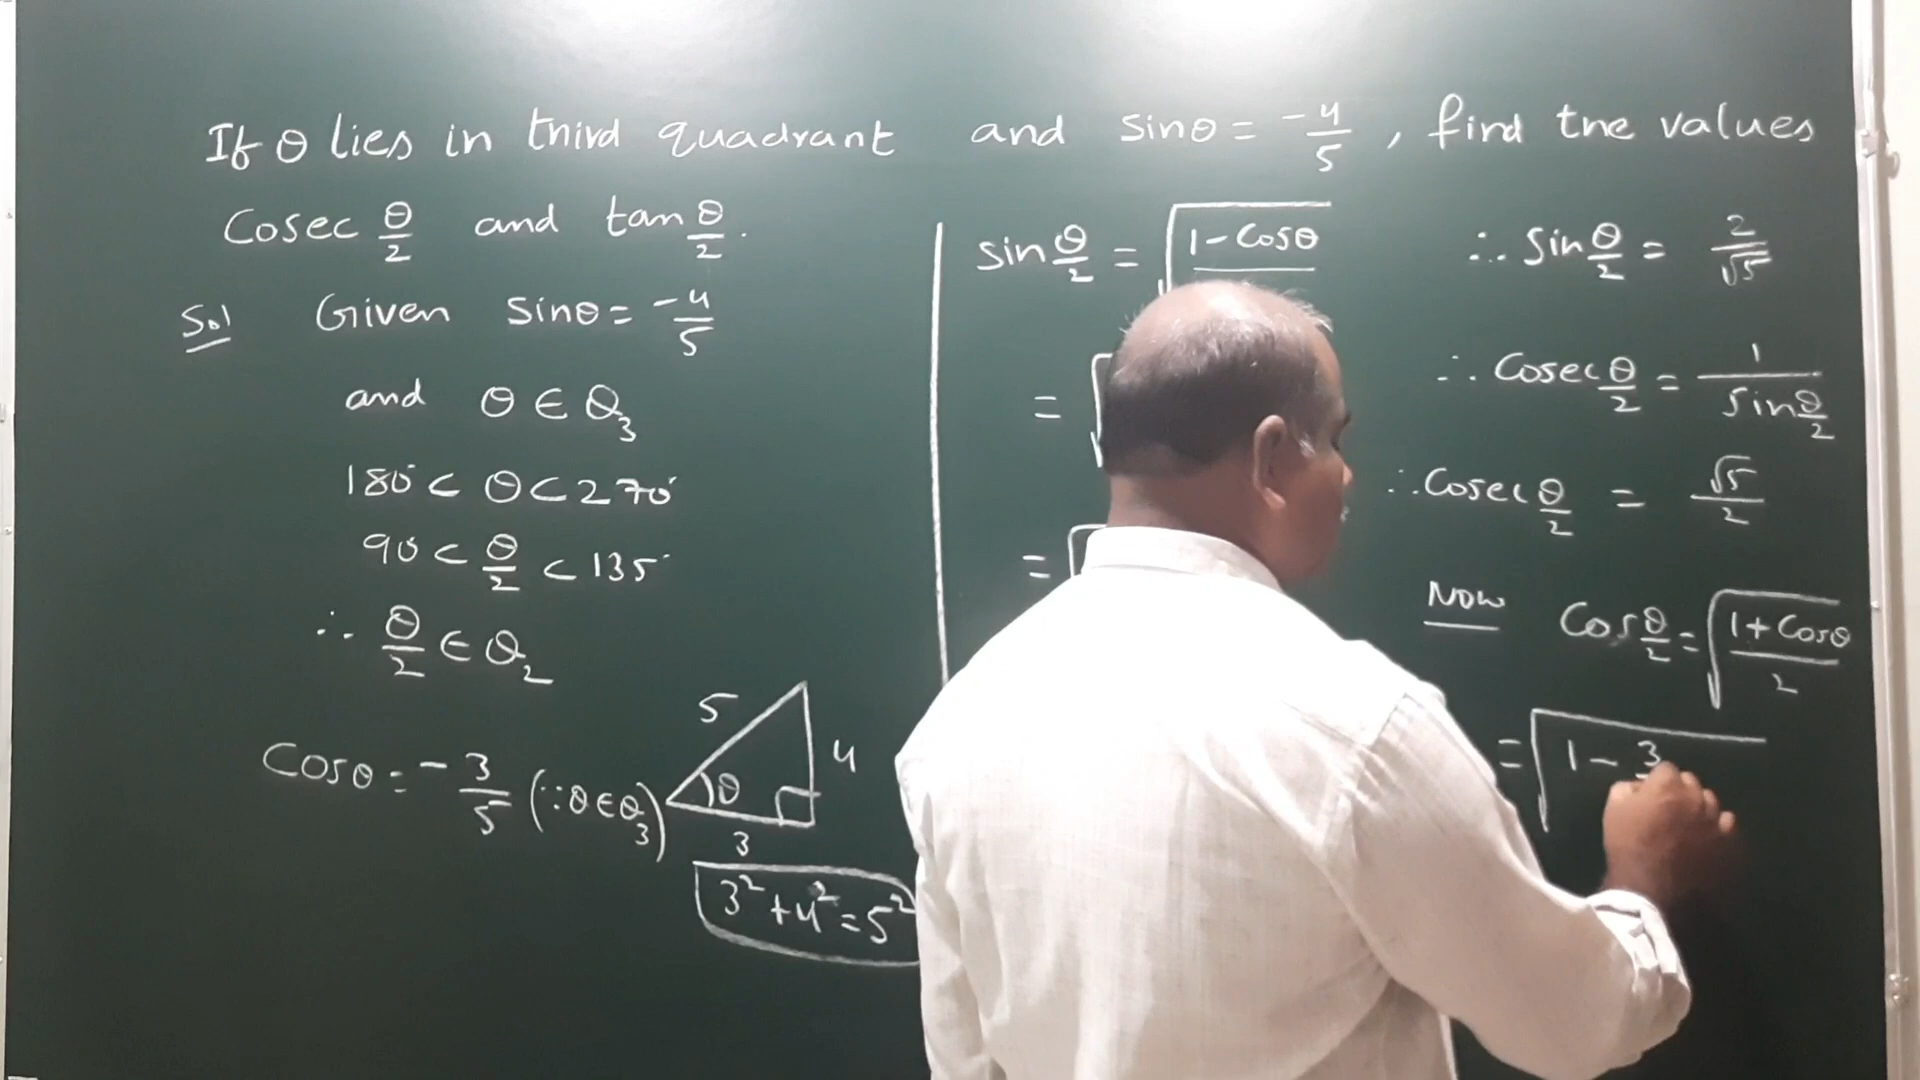 If θ lies in third quadrant and sinθ = -4/5, find the values
Cosec θ/2 and tan θ/2.
Sol Given sinθ = -4/5
and θ ∈ Q₃
180° < θ < 270°
90° < θ/2 < 135°
∴ θ/2 ∈ Q₂
Cosθ = -3/5 (∵ θ ∈ Q₃)
5
4
θ
3
3² + 4² = 5²
sin θ/2 = √(1 - Cosθ
= √
=
∴ Sin θ/2 = 2/√5
∴ Cosec θ/2 = 1/Sin θ/2
∴ Cosec θ/2 = √5/2
Now Cos θ/2 = √((1 + Cosθ)/2)
= √(1 - 3